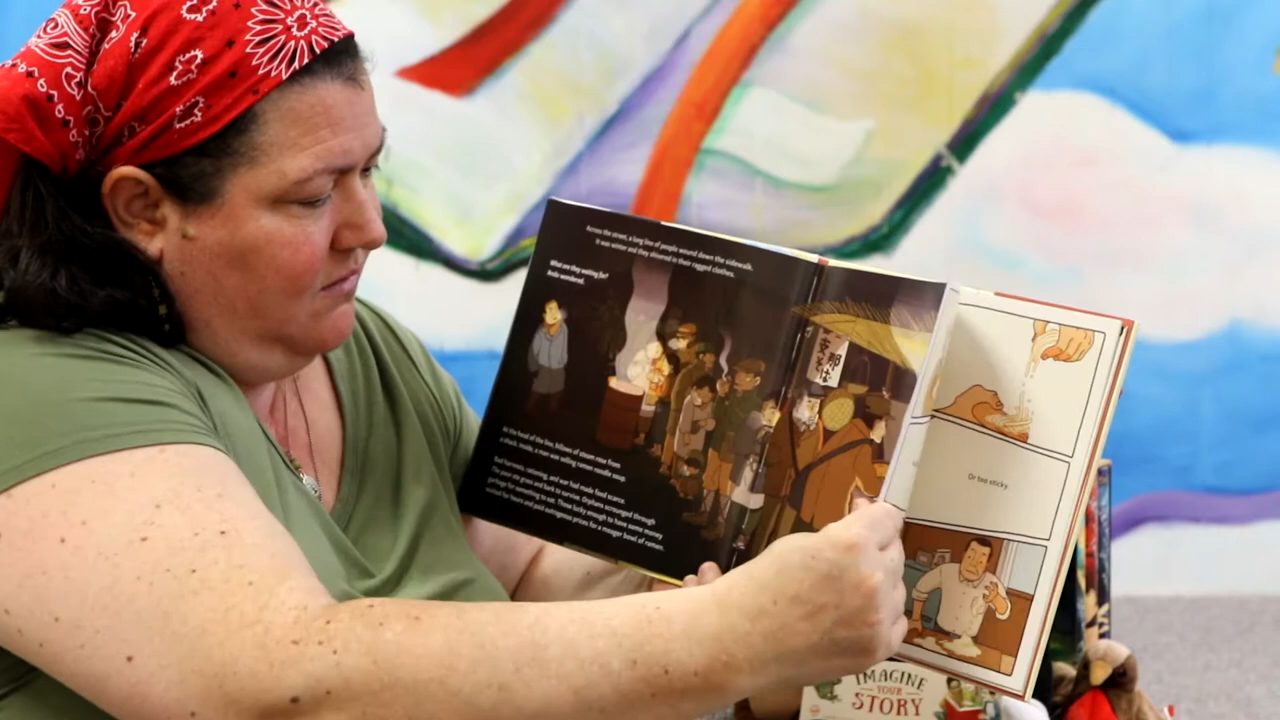 Across the street, a long line of people wound down the sidewalk.
It was winter and they shivered in their ragged clothes.
What are they waiting for?
Ando wondered.
At the head of the line, billows of steam rose from
a shack. Inside, a man was selling ramen noodle soup.
Bad harvests, rationing, and war had made food scarce.
The poor ate grass and bark to survive. Orphans scrounged through
garbage for something to eat. Those lucky enough to have some money
waited for hours and paid outrageous prices for a meager bowl of ramen.
那ば
支そ
Or too sticky.
IMAGINE
YOUR
STORY